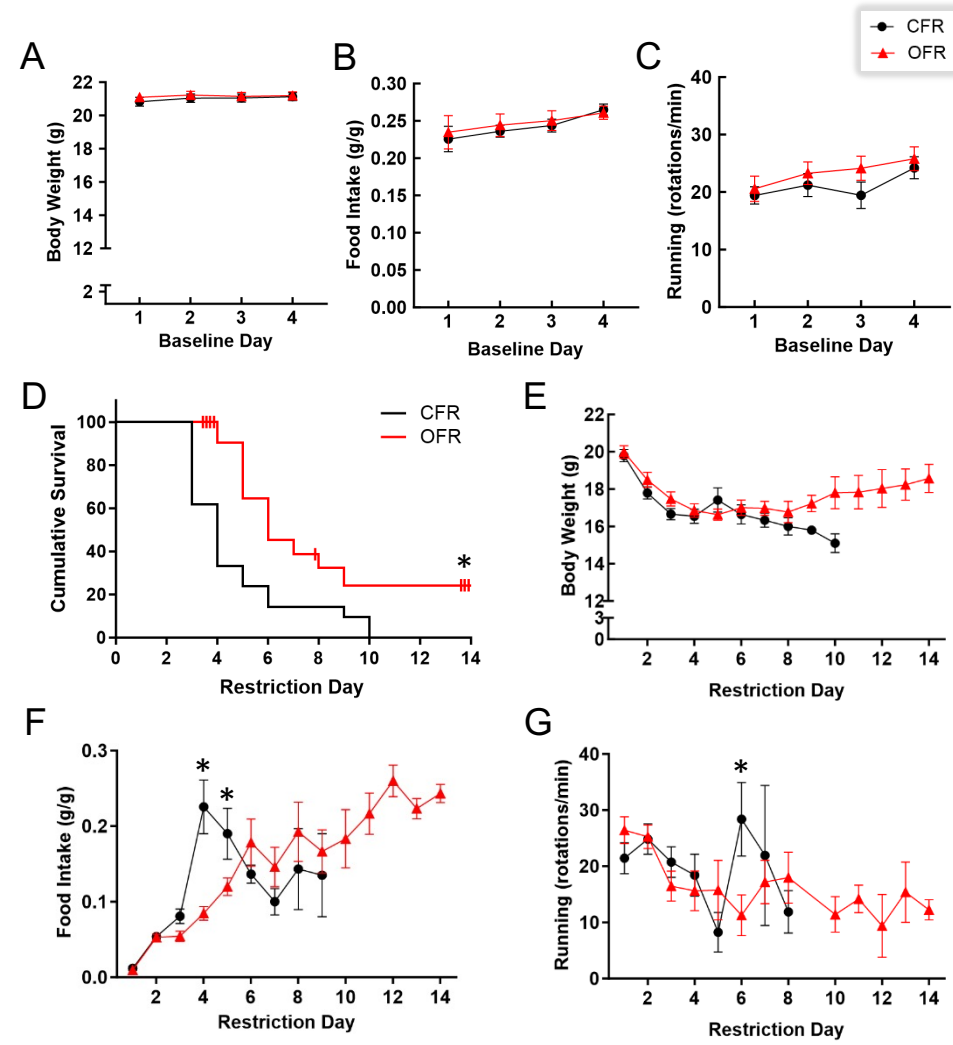 CFR
OFR
A
B
C
Body Weight (g)
22
20
18
16
14
12
2
1 2 3 4
Baseline Day
Food Intake (g/g)
0.30
0.25
0.20
0.15
0.10
0.05
0.00
1 2 3 4
Baseline Day
Running (rotations/min)
40
30
20
10
0
1 2 3 4
Baseline Day
D
E
Cumulative Survival
100
80
60
40
20
0
CFR
OFR
*
0 2 4 6 8 10 12 14
Restriction Day
Body Weight (g)
22
20
18
16
14
12
3
0
2 4 6 8 10 12 14
Restriction Day
F
G
Food Intake (g/g)
0.3
0.2
0.1
0.0
* *
2 4 6 8 10 12 14
Restriction Day
Running (rotations/min)
40
30
20
10
0
*
2 4 6 8 10 12 14
Restriction Day